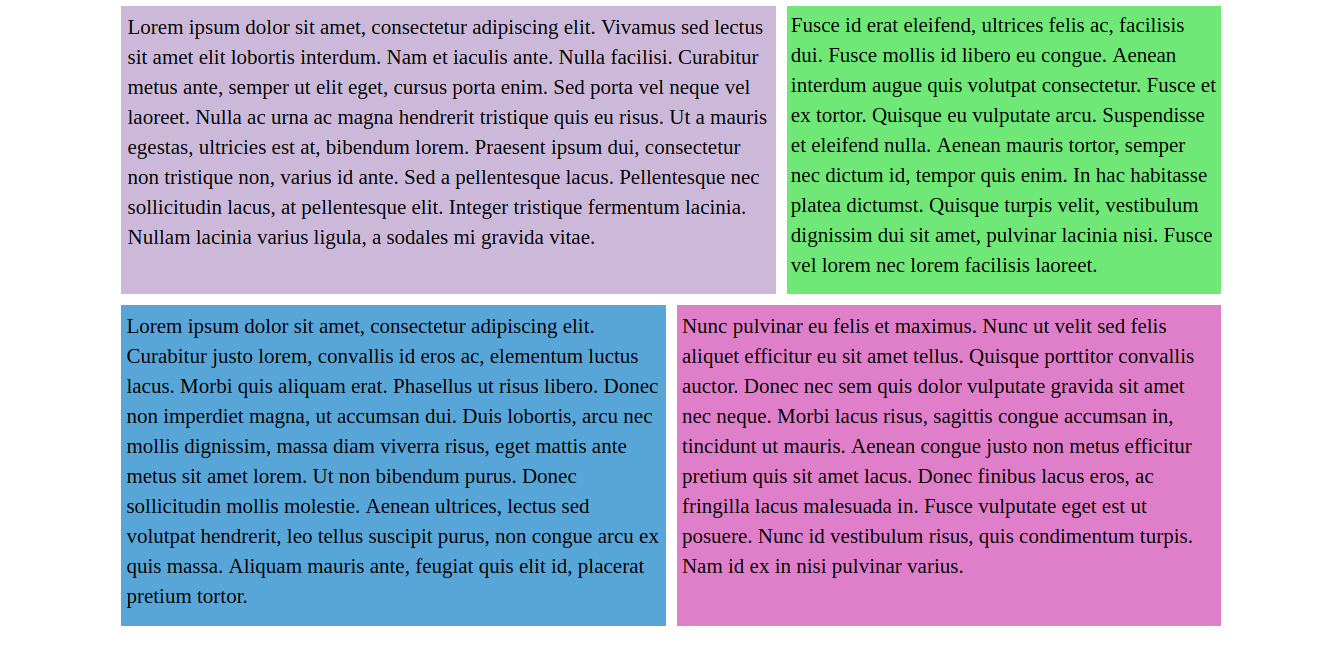 Lorem ipsum dolor sit amet, consectetur adipiscing elit. Vivamus sed lectus
sit amet elit lobortis interdum. Nam et iaculis ante. Nulla facilisi. Curabitur
metus ante, semper ut elit eget, cursus porta enim. Sed porta vel neque vel
laoreet. Nulla ac urna ac magna hendrerit tristique quis eu risus. Ut a mauris
egestas, ultricies est at, bibendum lorem. Praesent ipsum dui, consectetur
non tristique non, varius id ante. Sed a pellentesque lacus. Pellentesque nec
sollicitudin lacus, at pellentesque elit. Integer tristique fermentum lacinia.
Nullam lacinia varius ligula, a sodales mi gravida vitae.
Fusce id erat eleifend, ultrices felis ac, facilisis
dui. Fusce mollis id libero eu congue. Aenean
interdum augue quis volutpat consectetur. Fusce et
ex tortor. Quisque eu vulputate arcu. Suspendisse
et eleifend nulla. Aenean mauris tortor, semper
nec dictum id, tempor quis enim. In hac habitasse
platea dictumst. Quisque turpis velit, vestibulum
dignissim dui sit amet, pulvinar lacinia nisi. Fusce
vel lorem nec lorem facilisis laoreet.
Lorem ipsum dolor sit amet, consectetur adipiscing elit.
Curabitur justo lorem, convallis id eros ac, elementum luctus
lacus. Morbi quis aliquam erat. Phasellus ut risus libero. Donec
non imperdiet magna, ut accumsan dui. Duis lobortis, arcu nec
mollis dignissim, massa diam viverra risus, eget mattis ante
metus sit amet lorem. Ut non bibendum purus. Donec
sollicitudin mollis molestie. Aenean ultrices, lectus sed
volutpat hendrerit, leo tellus suscipit purus, non congue arcu ex
quis massa. Aliquam mauris ante, feugiat quis elit id, placerat
pretium tortor.
Nunc pulvinar eu felis et maximus. Nunc ut velit sed felis
aliquet efficitur eu sit amet tellus. Quisque porttitor convallis
auctor. Donec nec sem quis dolor vulputate gravida sit amet
nec neque. Morbi lacus risus, sagittis congue accumsan in,
tincidunt ut mauris. Aenean congue justo non metus efficitur
pretium quis sit amet lacus. Donec finibus lacus eros, ac
fringilla lacus malesuada in. Fusce vulputate eget est ut
posuere. Nunc id vestibulum risus, quis condimentum turpis.
Nam id ex in nisi pulvinar varius.